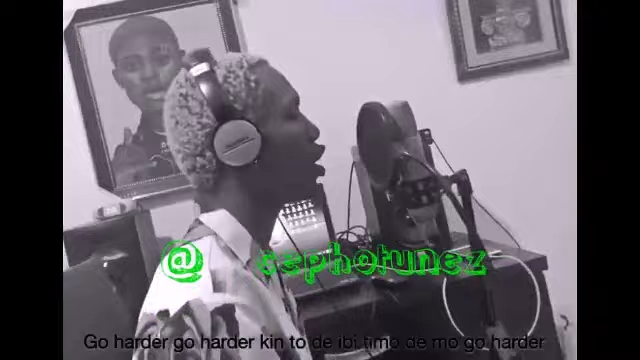 @ cephotunez
Go harder go harder kin to de ibi timo de mo go harder